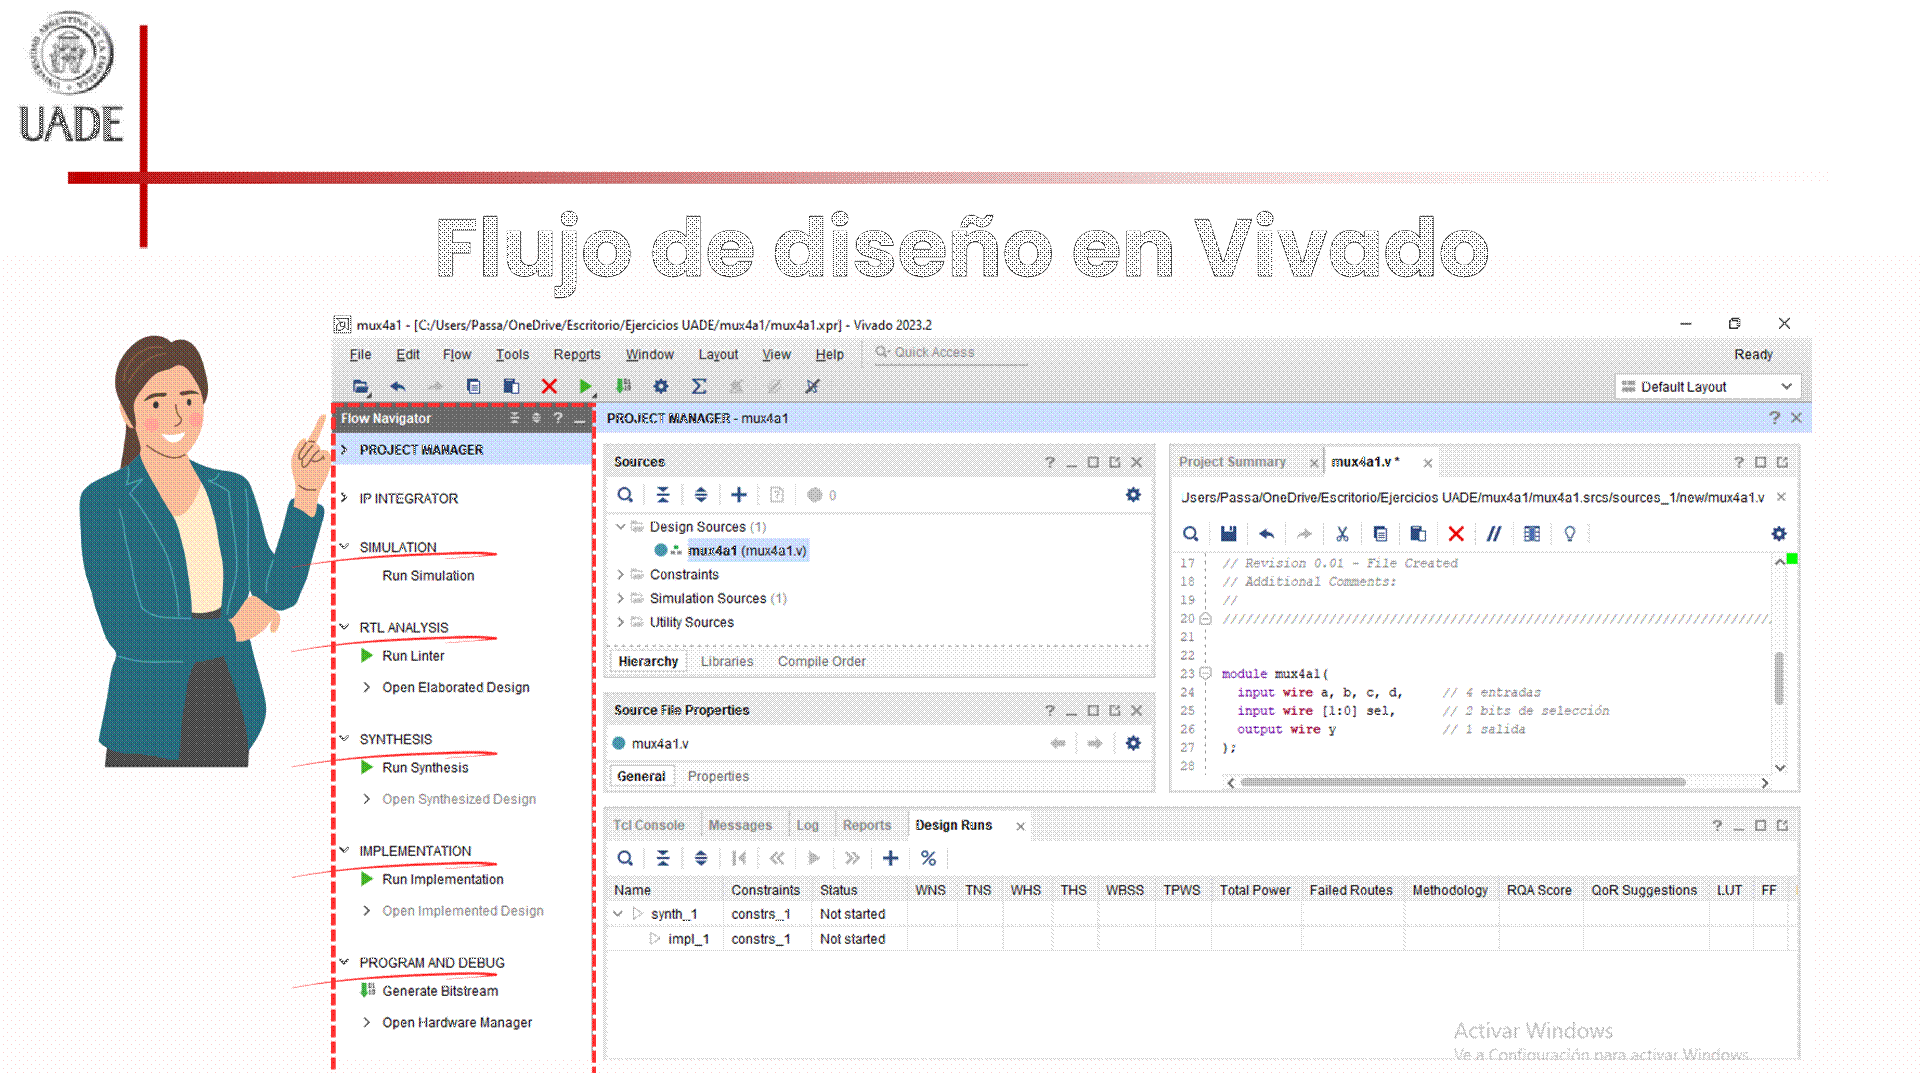 UNIVERSIDAD ARGENTINA DE LA EMPRESA
UADE
Flujo de diseño en Vivado
mux4a1 - [C:/Users/Passa/OneDrive/Escritorio/Ejercicios UADE/mux4a1/mux4a1.xpr] - Vivado 2023.2
File Edit Flow Tools Reports Window Layout View Help Quick Access Ready
Default Layout
Flow Navigator
PROJECT MANAGER
IP INTEGRATOR
SIMULATION
Run Simulation
RTL ANALYSIS
Run Linter
Open Elaborated Design
SYNTHESIS
Run Synthesis
Open Synthesized Design
IMPLEMENTATION
Run Implementation
Open Implemented Design
PROGRAM AND DEBUG
Generate Bitstream
Open Hardware Manager
PROJECT MANAGER - mux4a1
Sources
0
Design Sources (1)
mux4a1 (mux4a1.v)
Constraints
Simulation Sources (1)
Utility Sources
Hierarchy Libraries Compile Order
Source File Properties
mux4a1.v
General Properties
Project Summary mux4a1.v *
Jsers/Passa/OneDrive/Escritorio/Ejercicios UADE/mux4a1/mux4a1.srcs/sources_1/new/mux4a1.v
17 // Revision 0.01 - File Created
18 // Additional Comments:
19 //
20 ////////////////////////////////////////////////////////////////////////
21
22
23 module mux4a1(
24 input wire a, b, c, d, // 4 entradas
25 input wire [1:0] sel, // 2 bits de selección
26 output wire y // 1 salida
27 );
28
Tcl Console Messages Log Reports Design Runs
Name Constraints Status WNS TNS WHS THS WBSS TPWS Total Power Failed Routes Methodology RQA Score QoR Suggestions LUT FF
synth_1 constrs_1 Not started
impl_1 constrs_1 Not started
Activar Windows
Ve a Configuración para activar Windows.